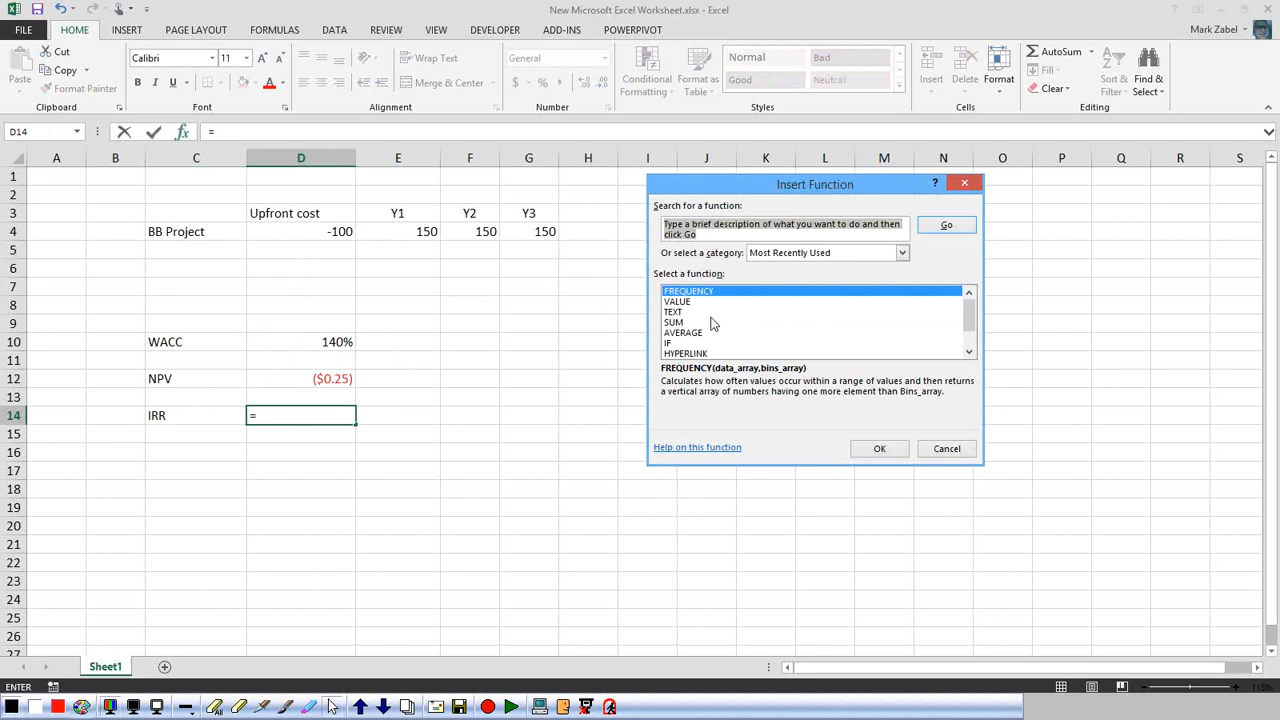 New Microsoft Excel Worksheet.xlsx - Excel
FILE HOME INSERT PAGE LAYOUT FORMULAS DATA REVIEW VIEW DEVELOPER ADD-INS POWERPIVOT Mark Zabel
Paste Cut Copy Format Painter Clipboard
Calibri 11 B I U A Font
Wrap Text Merge & Center Alignment
General $ % , Number
Conditional Formatting Format as Table Normal Bad Good Neutral Styles
Insert Delete Format Cells
AutoSum Fill Clear Sort & Filter Find & Select Editing
D14 fx =
A B C D E F G H I J K L M N O P Q R S
1
2
3 Upfront cost Y1 Y2 Y3
4 BB Project -100 150 150 150
5
6
7
8
9
10 WACC 140%
11
12 NPV ($0.25)
13
14 IRR =
15
16
17
18
19
20
21
22
23
24
25
26
27
Insert Function ?
Search for a function:
Type a brief description of what you want to do and then
click Go
Go
Or select a category: Most Recently Used
Select a function:
FREQUENCY
VALUE
TEXT
SUM
AVERAGE
IF
HYPERLINK
FREQUENCY(data_array,bins_array)
Calculates how often values occur within a range of values and then returns
a vertical array of numbers having one more element than Bins_array.
Help on this function OK Cancel
Sheet1
ENTER 115%